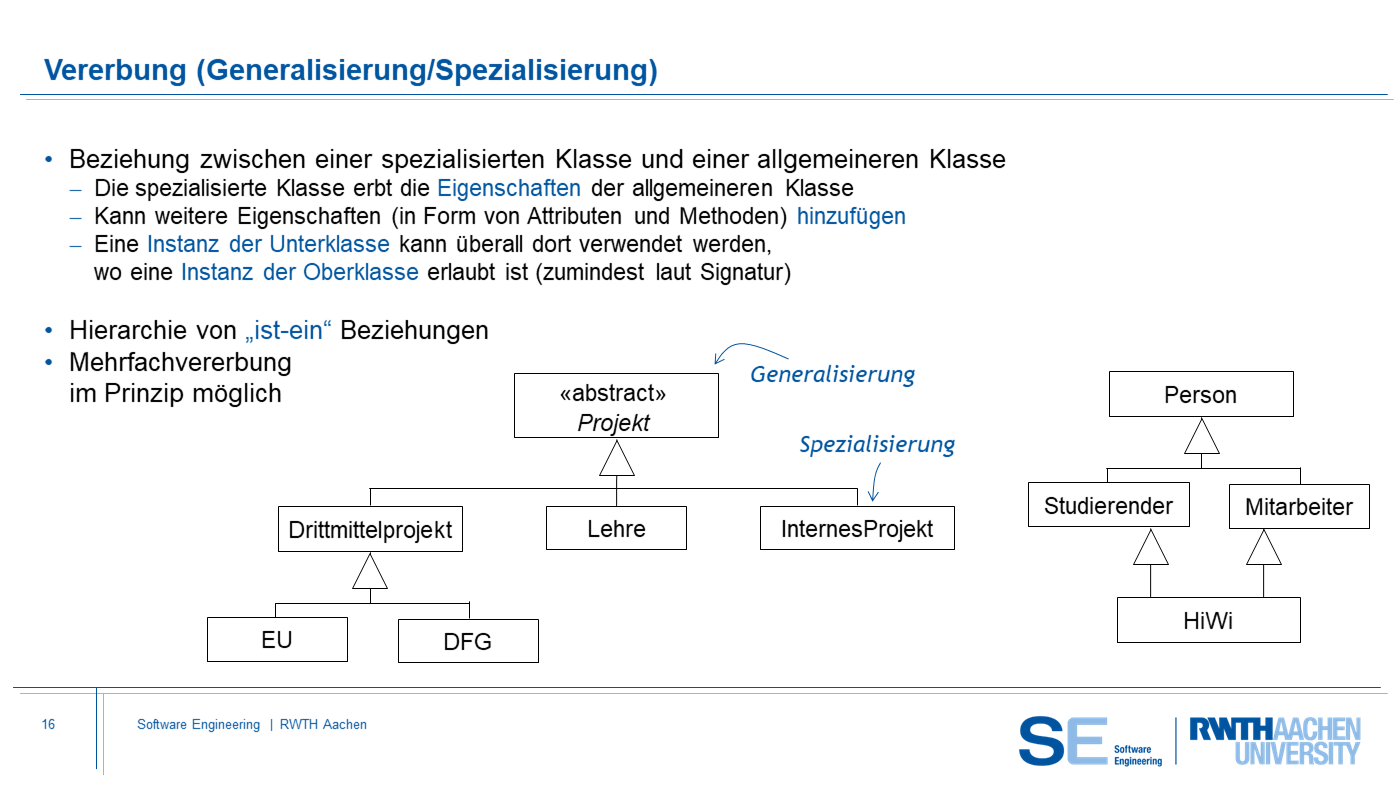 Vererbung (Generalisierung/Spezialisierung)
• Beziehung zwischen einer spezialisierten Klasse und einer allgemeineren Klasse
– Die spezialisierte Klasse erbt die Eigenschaften der allgemeineren Klasse
– Kann weitere Eigenschaften (in Form von Attributen und Methoden) hinzufügen
– Eine Instanz der Unterklasse kann überall dort verwendet werden,
wo eine Instanz der Oberklasse erlaubt ist (zumindest laut Signatur)
• Hierarchie von „ist-ein“ Beziehungen
• Mehrfachvererbung
im Prinzip möglich
«abstract»
Projekt
Generalisierung
Spezialisierung
Drittmittelprojekt
Lehre
InternesProjekt
EU
DFG
Person
Studierender
Mitarbeiter
HiWi
16
Software Engineering | RWTH Aachen
SE Software
Engineering
RWTHAACHEN
UNIVERSITY